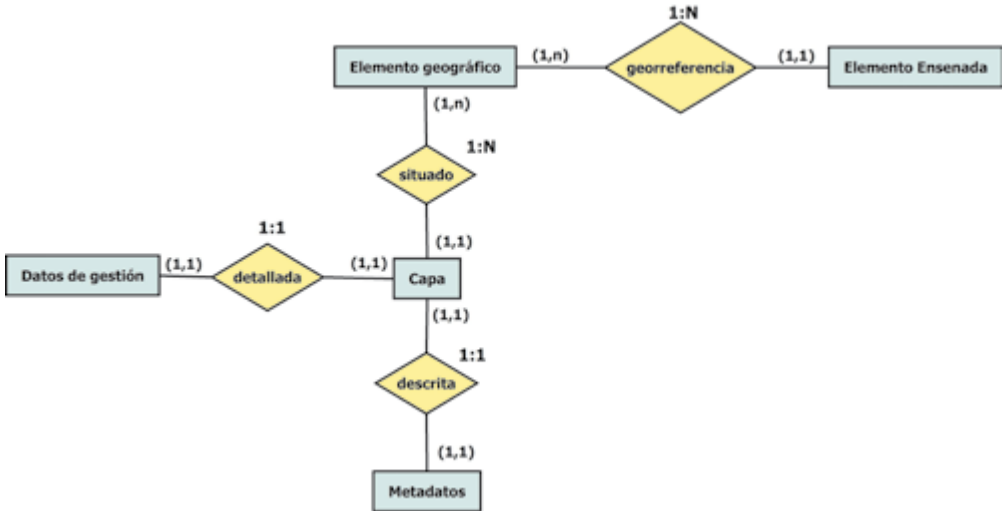 1:N
Elemento geográfico
(1,n)
georreferencia
(1,1)
Elemento Ensenada
(1,n)
1:N
situado
1:1
(1,1)
Datos de gestión
(1,1)
detallada
(1,1)
Capa
(1,1)
1:1
descrita
(1,1)
Metadatos